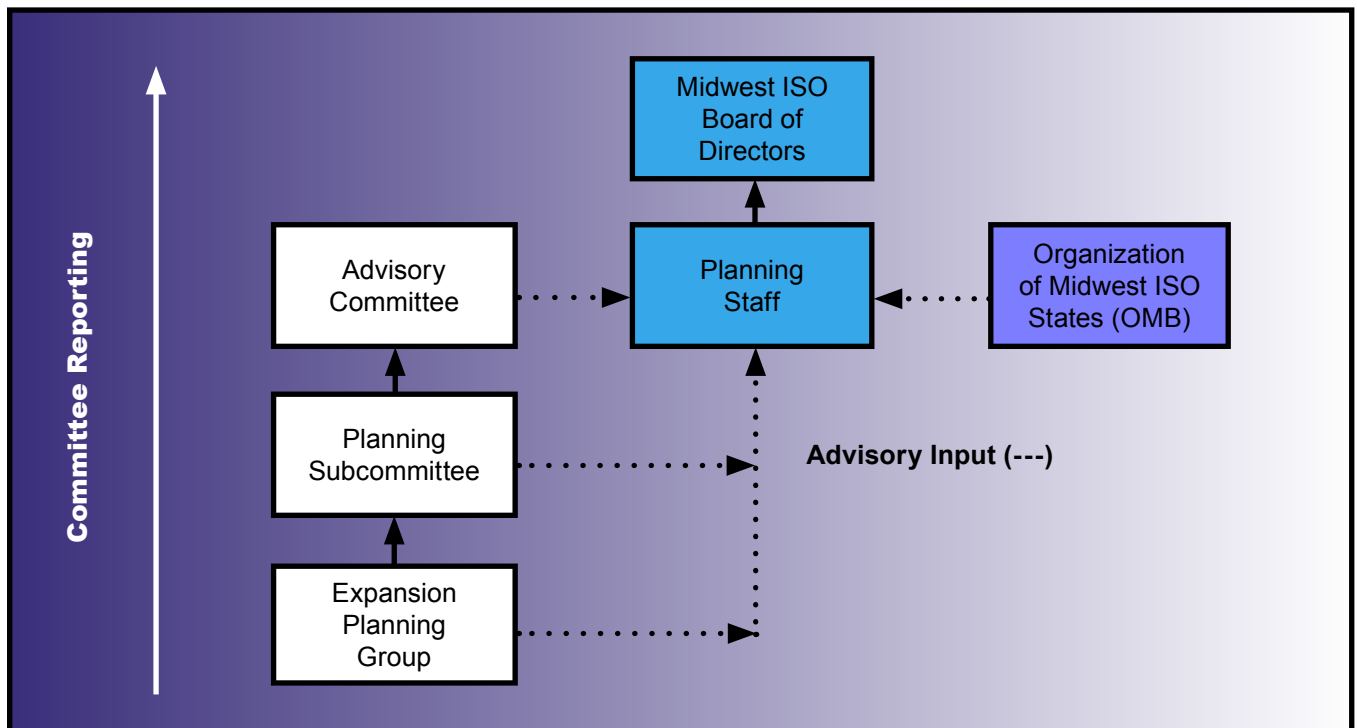 Committee Reporting
Midwest ISO
Board of
Directors
Advisory
Committee
Planning
Staff
Organization
of Midwest ISO
States (OMB)
Planning
Subcommittee
Advisory Input (---)
Expansion
Planning
Group